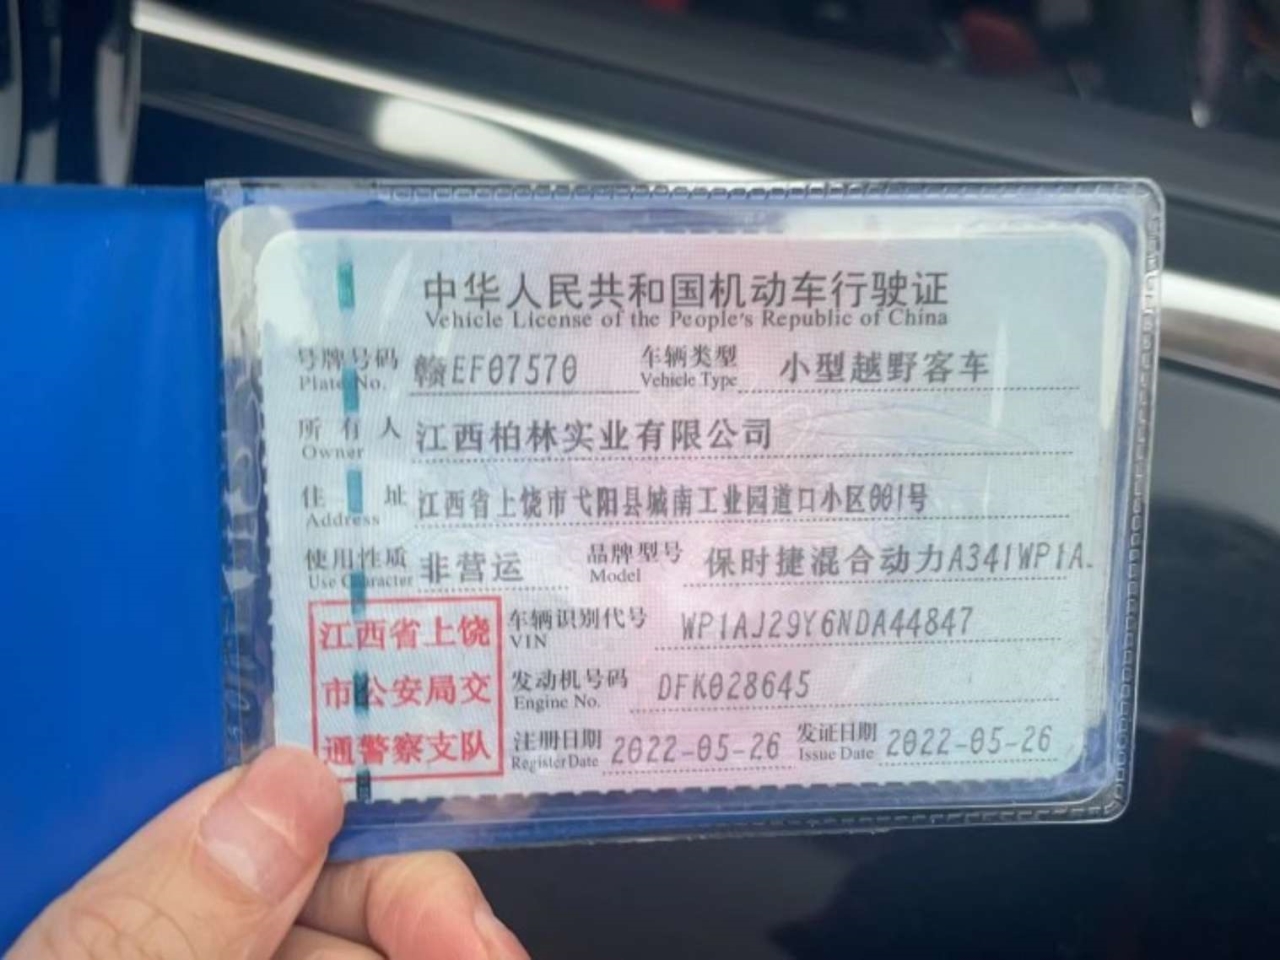 中华人民共和国机动车行驶证
Vehicle License of the People's Republic of China
号牌号码 赣EF07570 车辆类型 小型越野客车
Plate No. Vehicle Type
所有人 江西柏林实业有限公司
Owner
住址 江西省上饶市弋阳县城南工业园道口小区001号
Address
使用性质 非营运 品牌型号 保时捷混合动力A341WP1A
Use Character Model
江西省上饶
市公安局交
通警察支队
车辆识别代号 WP1AJ29Y6NDA44847
VIN
发动机号码 DFK028645
Engine No.
注册日期 2022-05-26 发证日期 2022-05-26
Register Date Issue Date